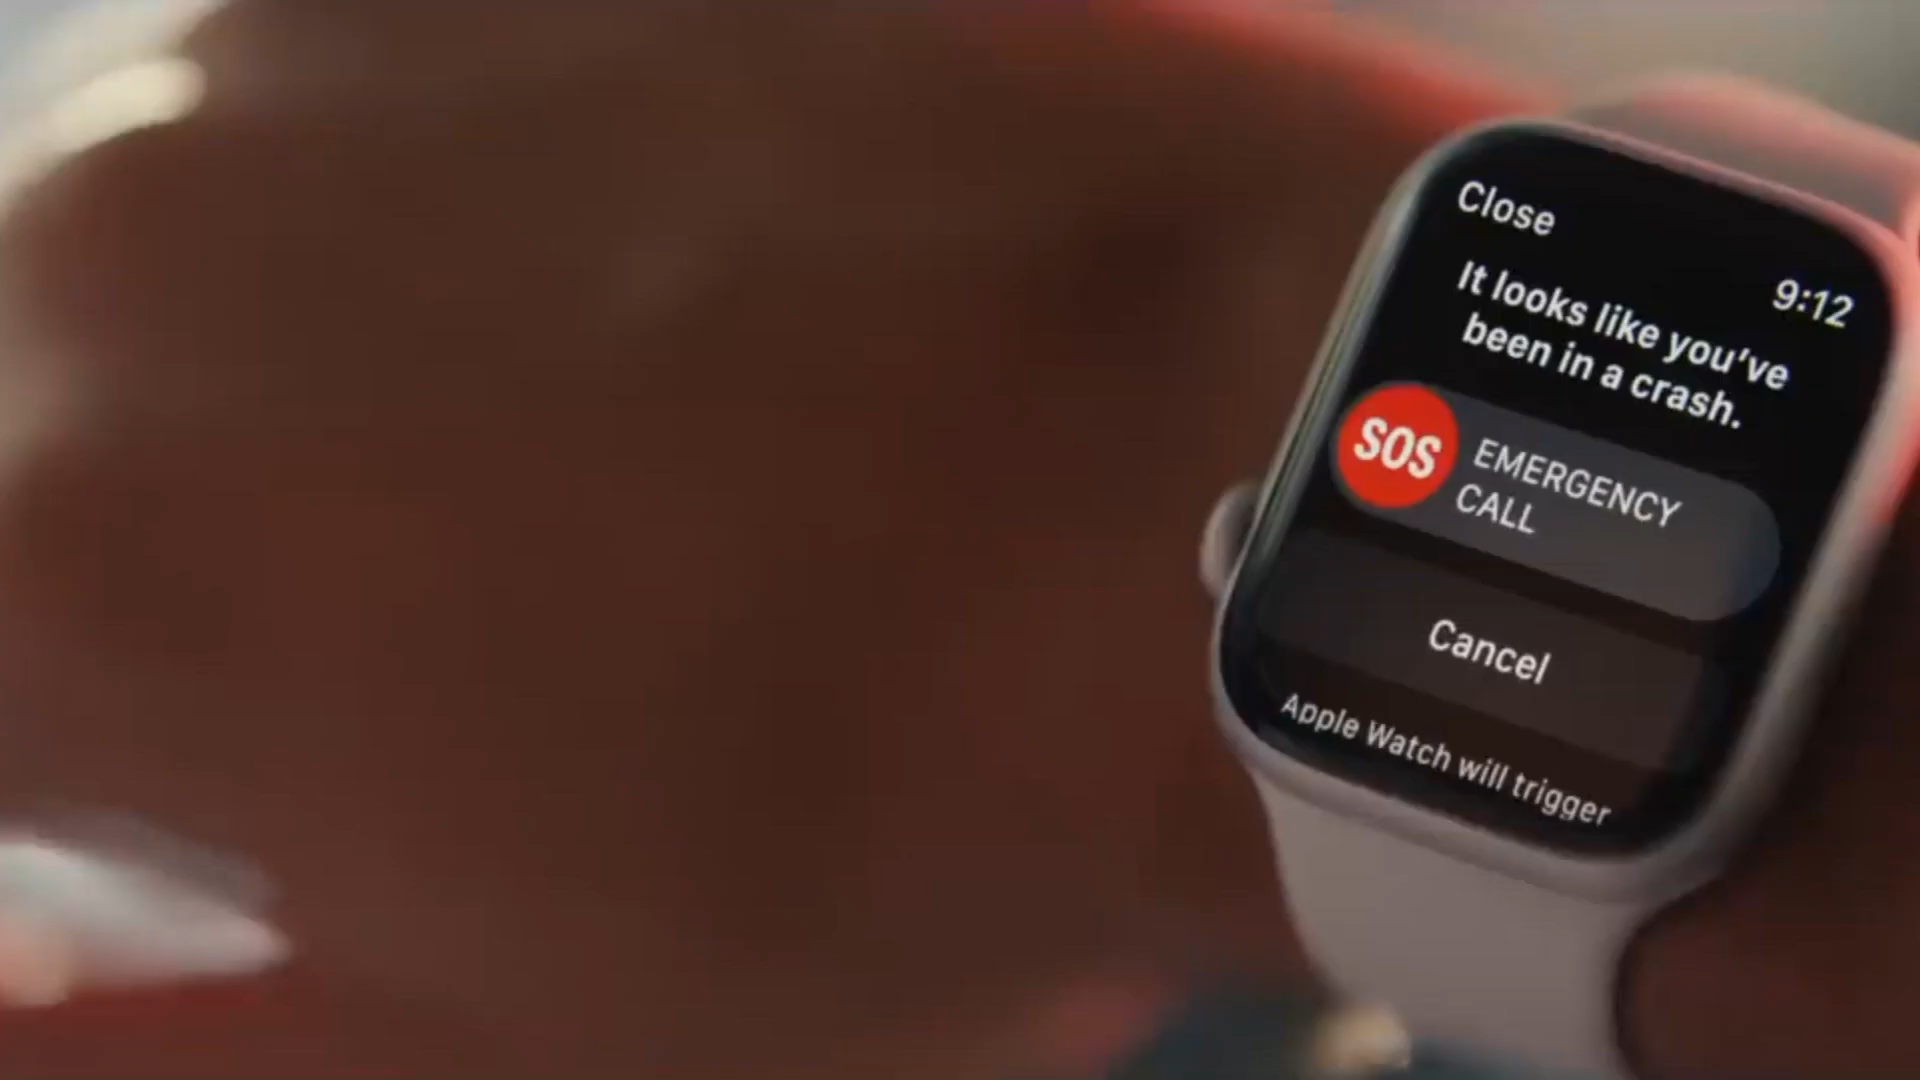 Close
9:12
It looks like you've
been in a crash.
SOS
EMERGENCY
CALL
Cancel
Apple Watch will trigger